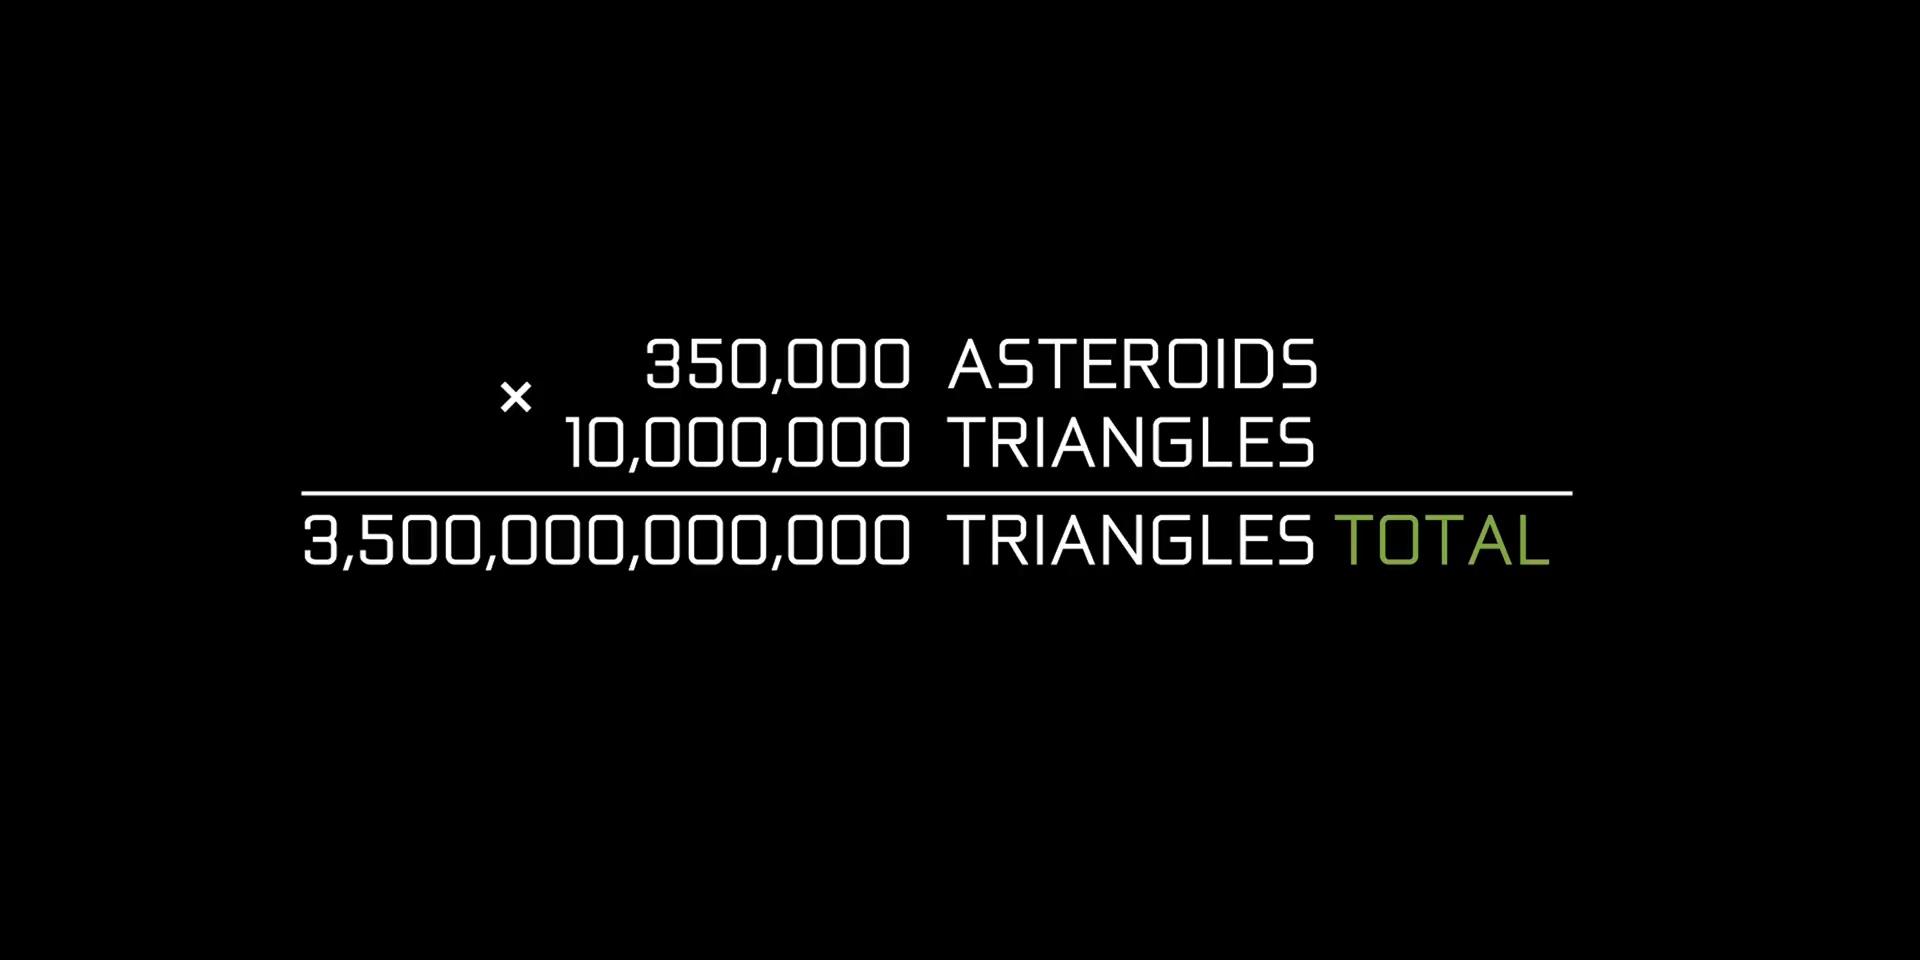 350,000 ASTEROIDS
×
10,000,000 TRIANGLES
3,500,000,000,000 TRIANGLES TOTAL